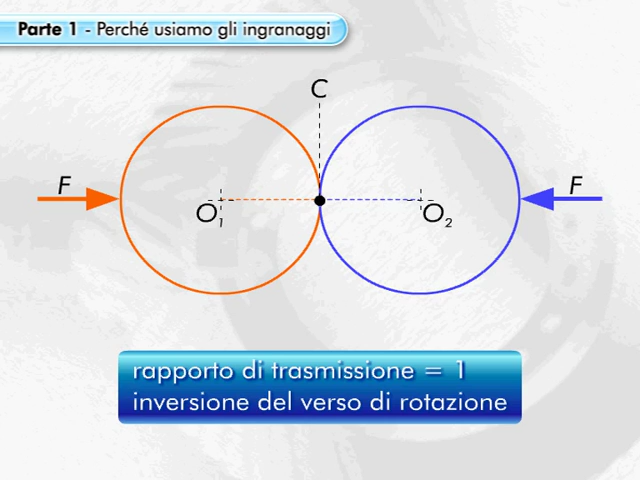 Parte 1 - Perché usiamo gli ingranaggi
C
F
F
O1
O2
rapporto di trasmissione = 1
inversione del verso di rotazione